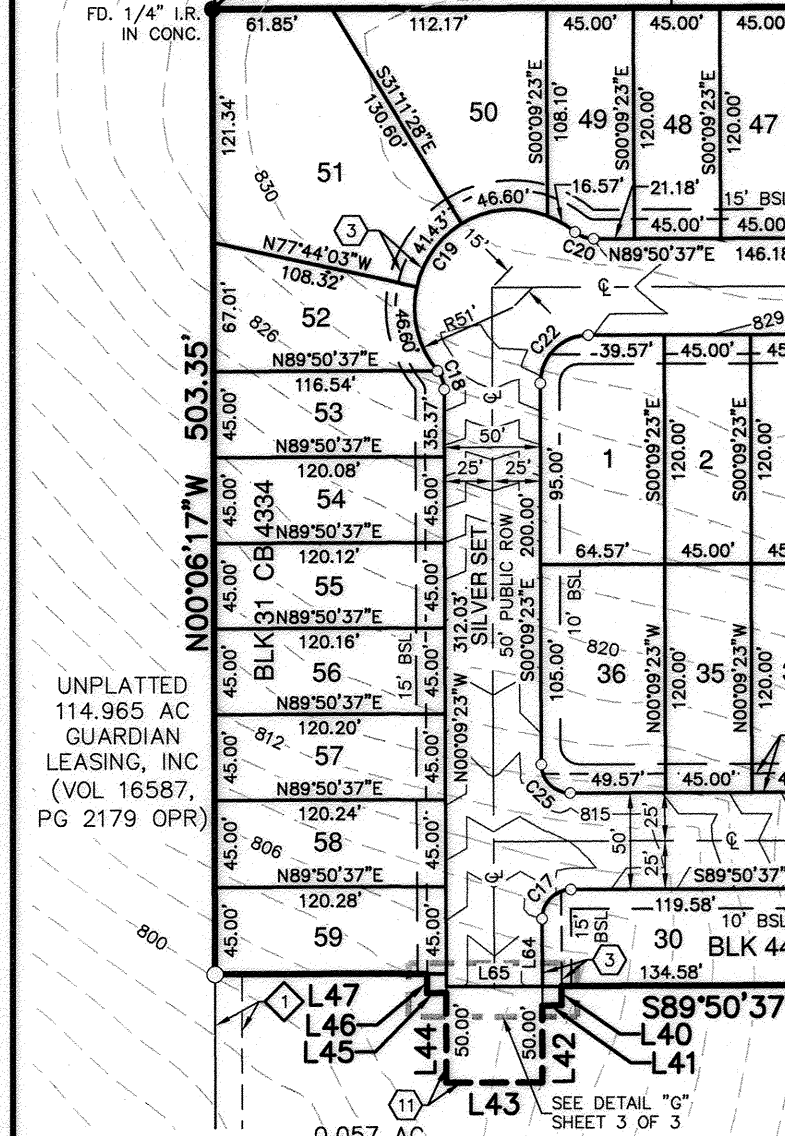 FD. 1/4" I.R.
IN CONC.
61.85'
112.17'
45.00'
45.00'
45.00
121.34'
S31°11'28"E
130.60'
50
S00°09'23"E
108.10'
49
S00°09'23"E
120.00'
48
S00°09'23"E
120.00'
47
51
830
46.60'
16.57'
21.18'
15' BSL
3
41.43'
C19
15'
C20
45.00'
45.00
N89°50'37"E
146.18
N77°44'03"W
108.32'
67.01'
52
826
46.60'
R51'
C22
℄
829
N89°50'37"E
C18
39.57'
45.00'
45
N00°06'17"W 503.35'
116.54'
53
45.00'
35.37'
℄
50'
25'
25'
95.00'
1
S00°09'23"E
120.00'
2
S00°09'23"E
120.00'
N89°50'37"E
120.08'
54
45.00'
45.00'
N89°50'37"E
BLK 31 CB 4334
120.12'
55
45.00'
45.00'
N89°50'37"E
64.57'
45.00'
45
N00°09'23"W 312.03'
SILVER SET
50' PUBLIC ROW
S00°09'23"E 200.00'
10' BSL
120.16'
56
45.00'
15' BSL
45.00'
N89°50'37"E
820
105.00'
36
N00°09'23"W
120.00'
35
N00°09'23"W
120.00'
UNPLATTED
114.965 AC
GUARDIAN
LEASING, INC
(VOL 16587,
PG 2179 OPR)
120.20'
812
57
45.00'
45.00'
N89°50'37"E
49.57'
45.00'
C25
120.24'
58
806
45.00'
45.00'
815
50'
25'
25'
℄
N89°50'37"E
℄
S89°50'37"
120.28'
59
45.00'
45.00'
800
C17
15'
BSL
119.58'
10' BSL
30
BLK 44
L64
L65
3
134.58'
1
L47
L46
L45
L44
50.00'
50.00'
L42
S89°50'37
L40
L41
11
L43
SEE DETAIL "G"
SHEET 3 OF 3
0.057 AC